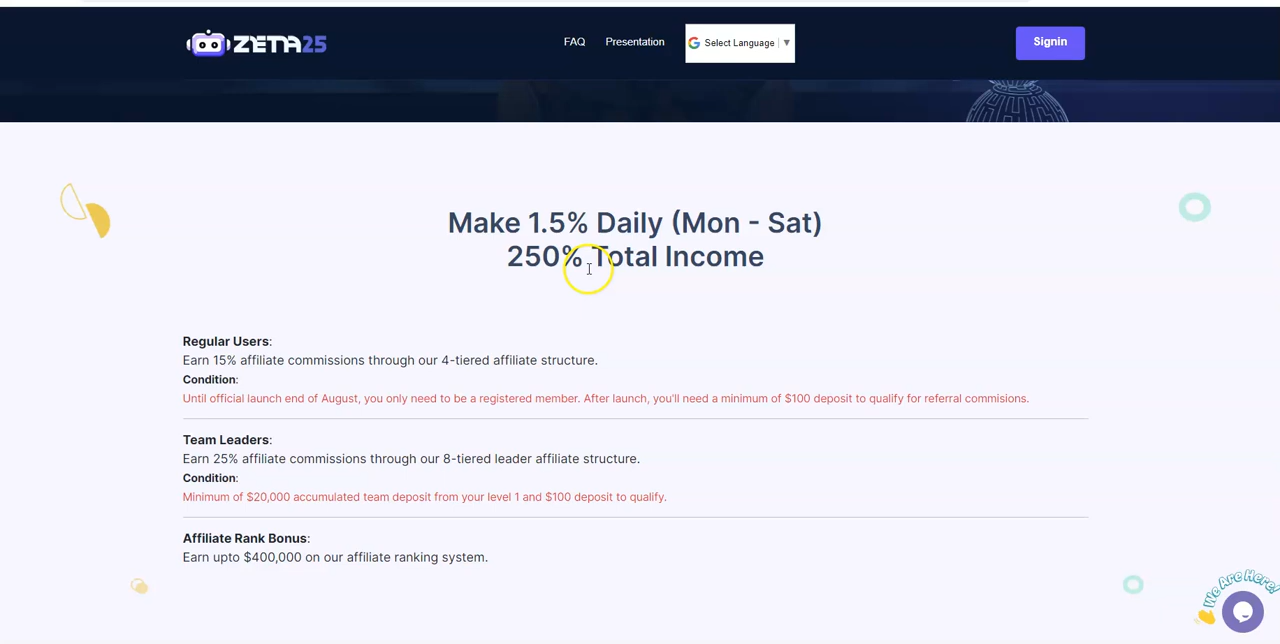 ZETA25
FAQ
Presentation
Select Language
Signin
Make 1.5% Daily (Mon - Sat)
250% Total Income
Regular Users:
Earn 15% affiliate commissions through our 4-tiered affiliate structure.
Condition:
Until official launch end of August, you only need to be a registered member. After launch, you'll need a minimum of $100 deposit to qualify for referral commisions.
Team Leaders:
Earn 25% affiliate commissions through our 8-tiered leader affiliate structure.
Condition:
Minimum of $20,000 accumulated team deposit from your level 1 and $100 deposit to qualify.
Affiliate Rank Bonus:
Earn upto $400,000 on our affiliate ranking system.
We Are Here!